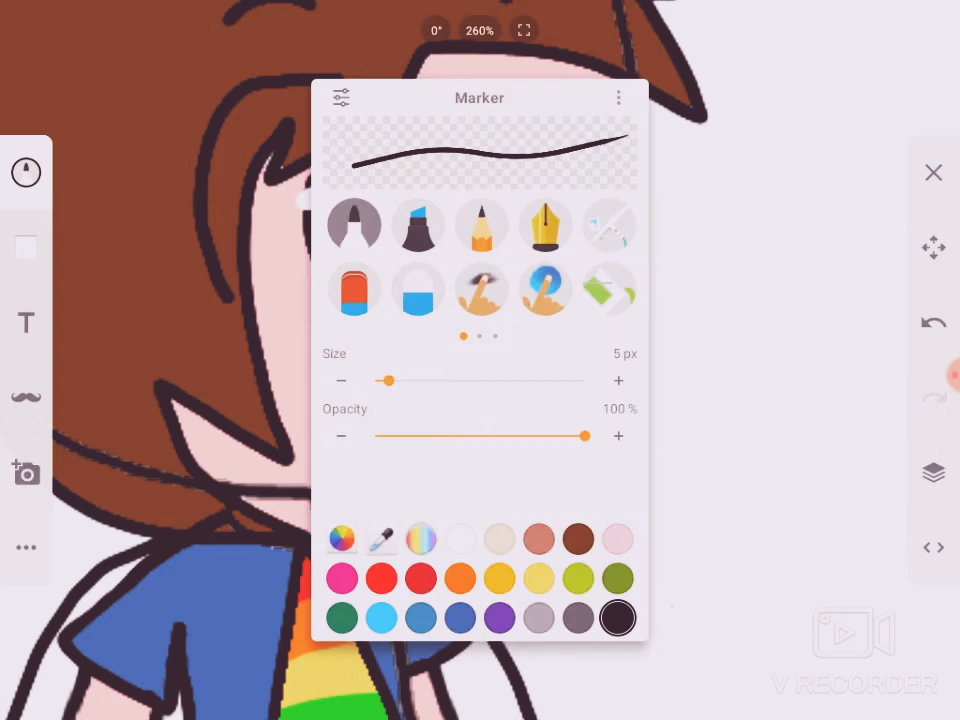 0° 260%
Marker
T
Size 5 px
Opacity 100 %
V RECORDER